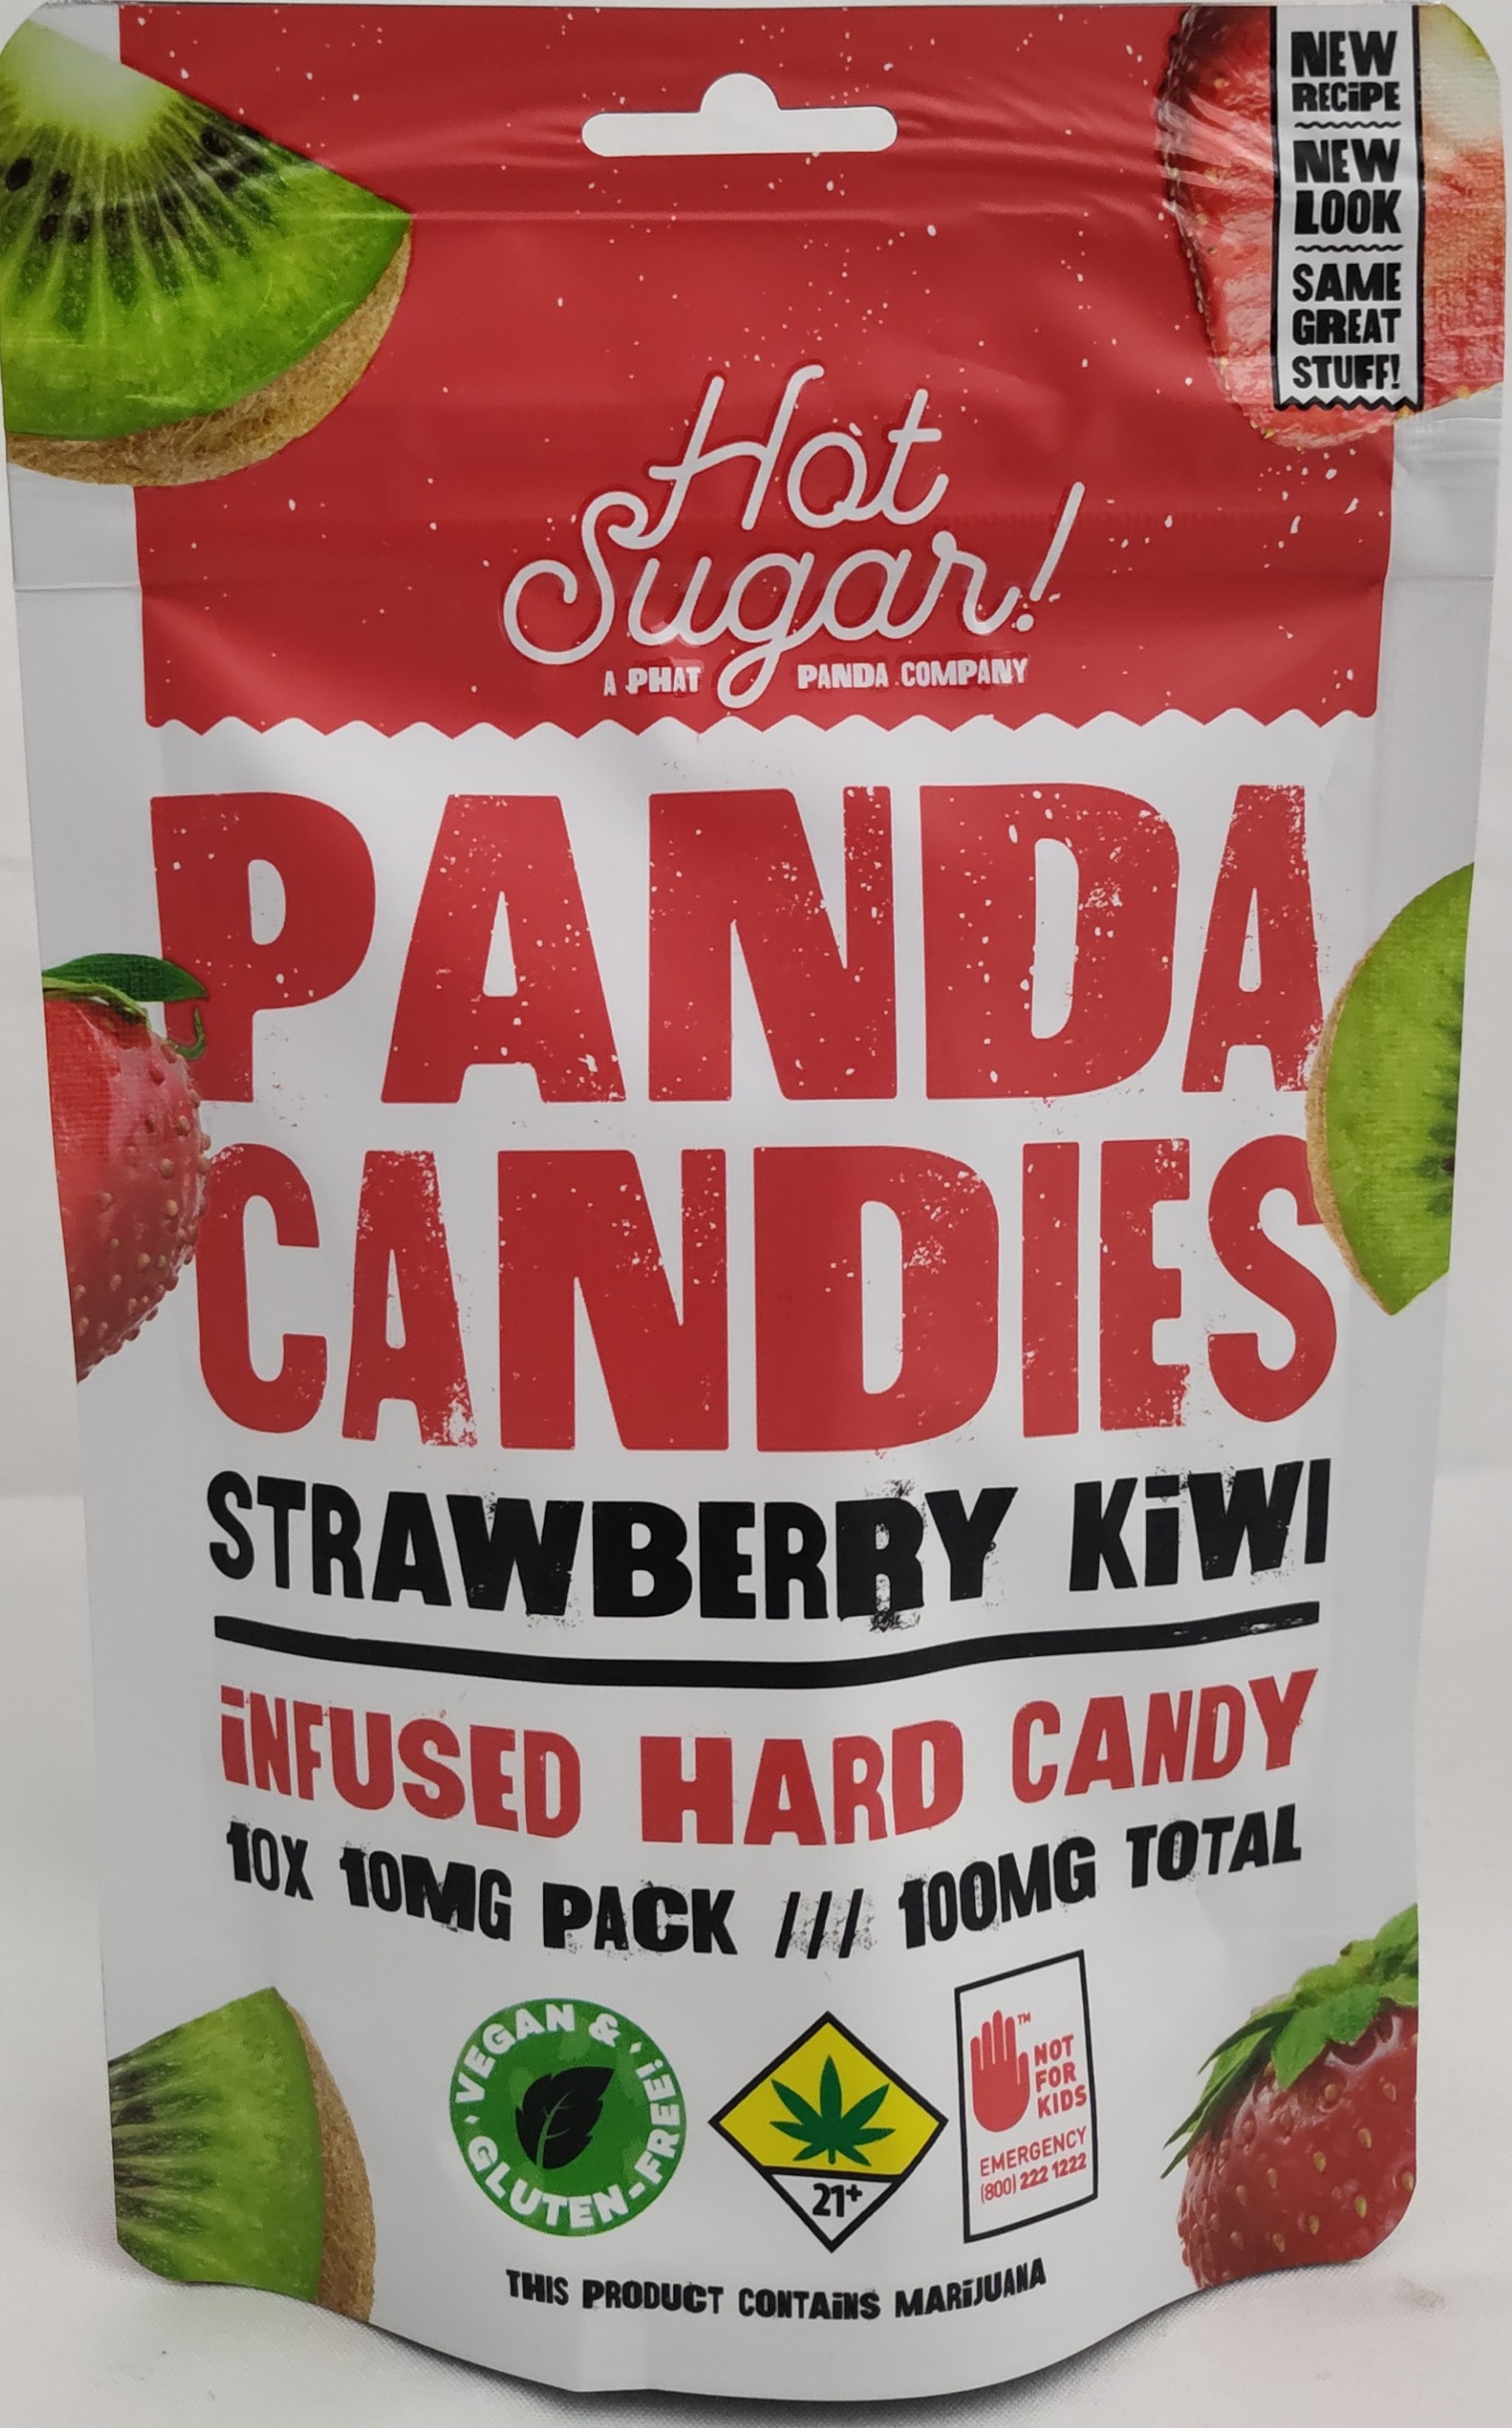 NEW
RECiPE
NEW
LOOK
SAME
GREAT
STUFF!
Hot
Sugar!
A PHAT PANDA COMPANY
PANDA
CANDIES
STRAWBERRY KiWI
iNFUSED HARD CANDY
10X 10MG PACK /// 100MG TOTAL
VEGAN & GLUTEN-FREE!
21+
™
NOT
FOR
KIDS
EMERGENCY
(800) 222 1222
THIS PRODUCT CONTAiNS MARiJUANA